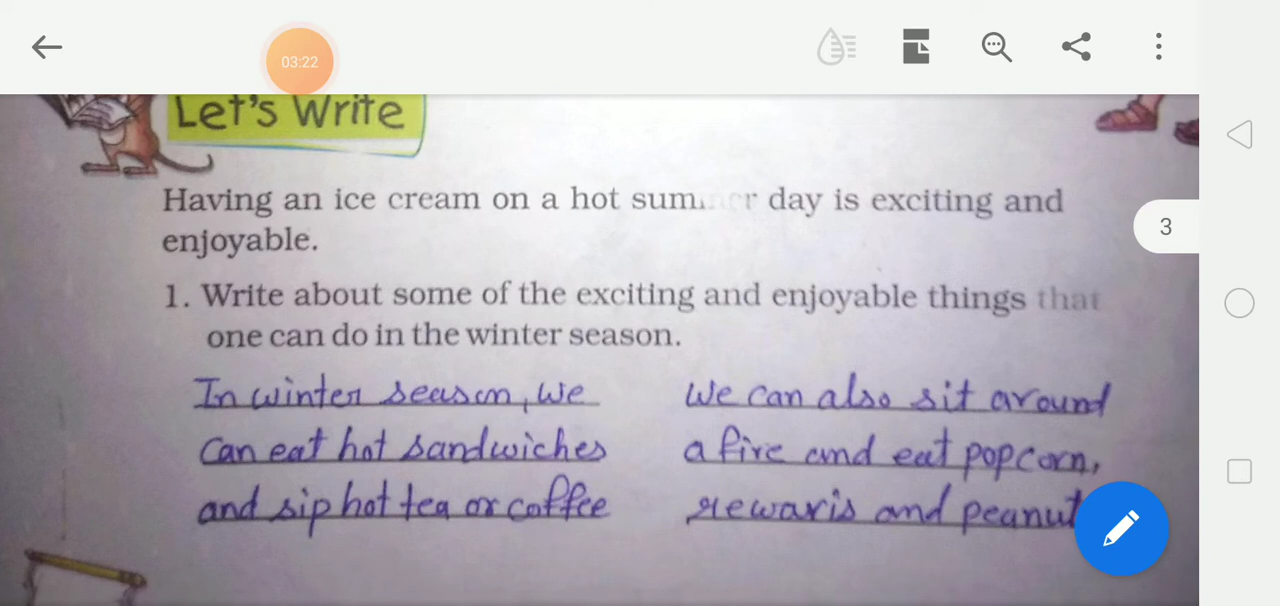 03:22
Let's Write
Having an ice cream on a hot summer day is exciting and
enjoyable.
3
1. Write about some of the exciting and enjoyable things that
one can do in the winter season.
In winter season, we
can eat hot sandwiches
and sip hot tea or coffee
We can also sit around
a fire and eat popcorn,
rewaris and peanut